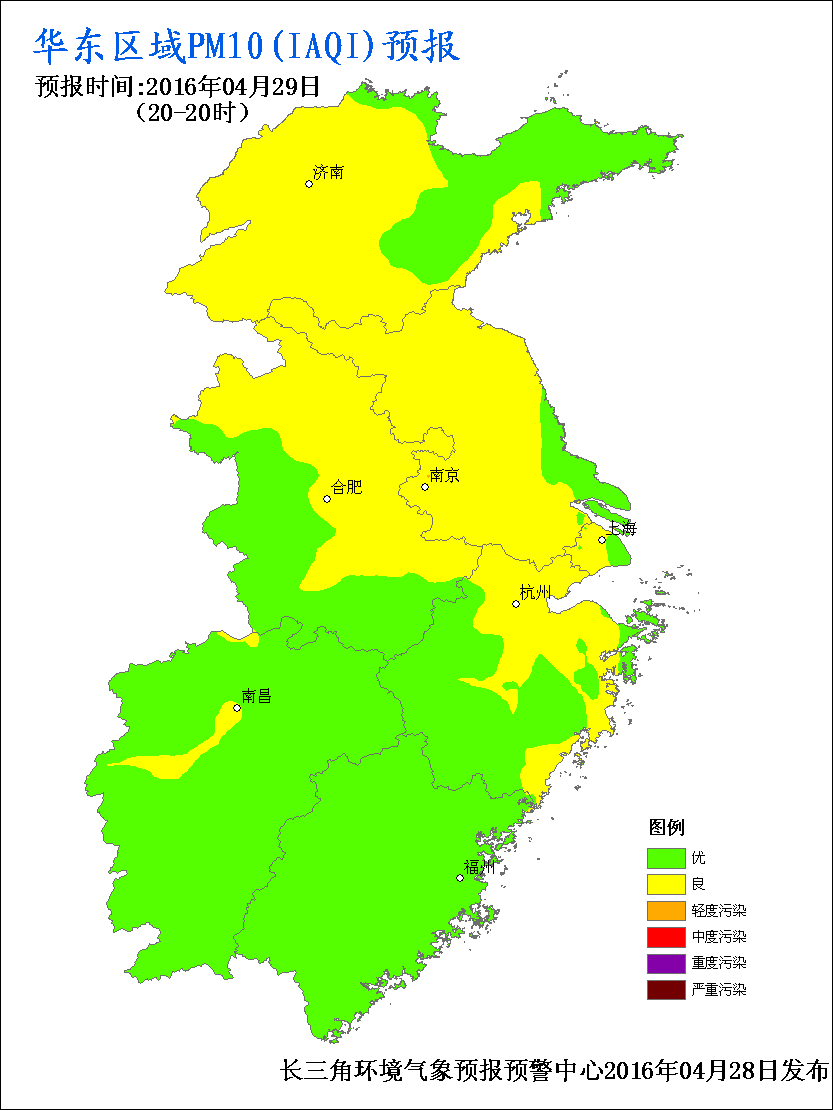 华东区域PM10(IAQI)预报
预报时间:2016年04月29日
(20-20时)
济南
合肥
南京
上海
杭州
南昌
福州
图例
优
良
轻度污染
中度污染
重度污染
严重污染
长三角环境气象预报预警中心2016年04月28日发布